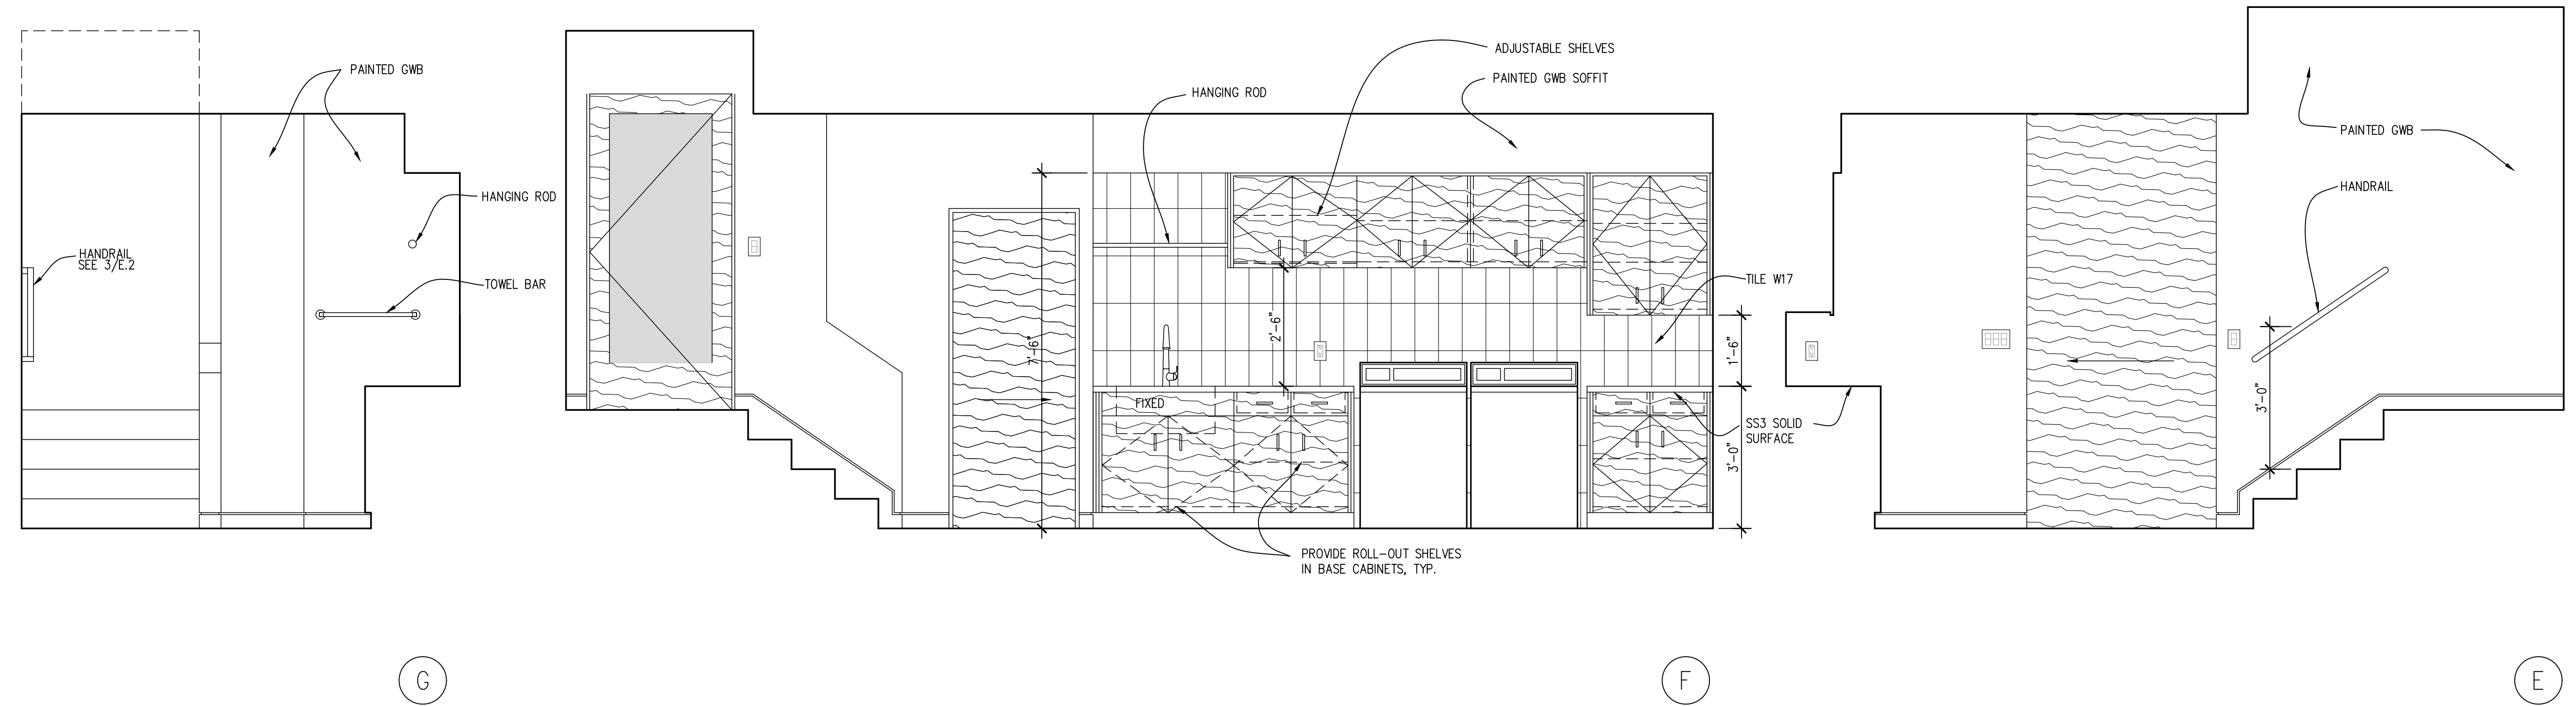 PAINTED GWB
HANGING ROD
HANDRAIL
SEE 3/E.2
TOWEL BAR
G
ADJUSTABLE SHELVES
PAINTED GWB SOFFIT
HANGING ROD
7'-6"
2'-6"
TILE W17
1'-6"
FIXED
SS3 SOLID
SURFACE
3'-0"
PROVIDE ROLL-OUT SHELVES
IN BASE CABINETS, TYP.
F
PAINTED GWB
HANDRAIL
3'-0"
E